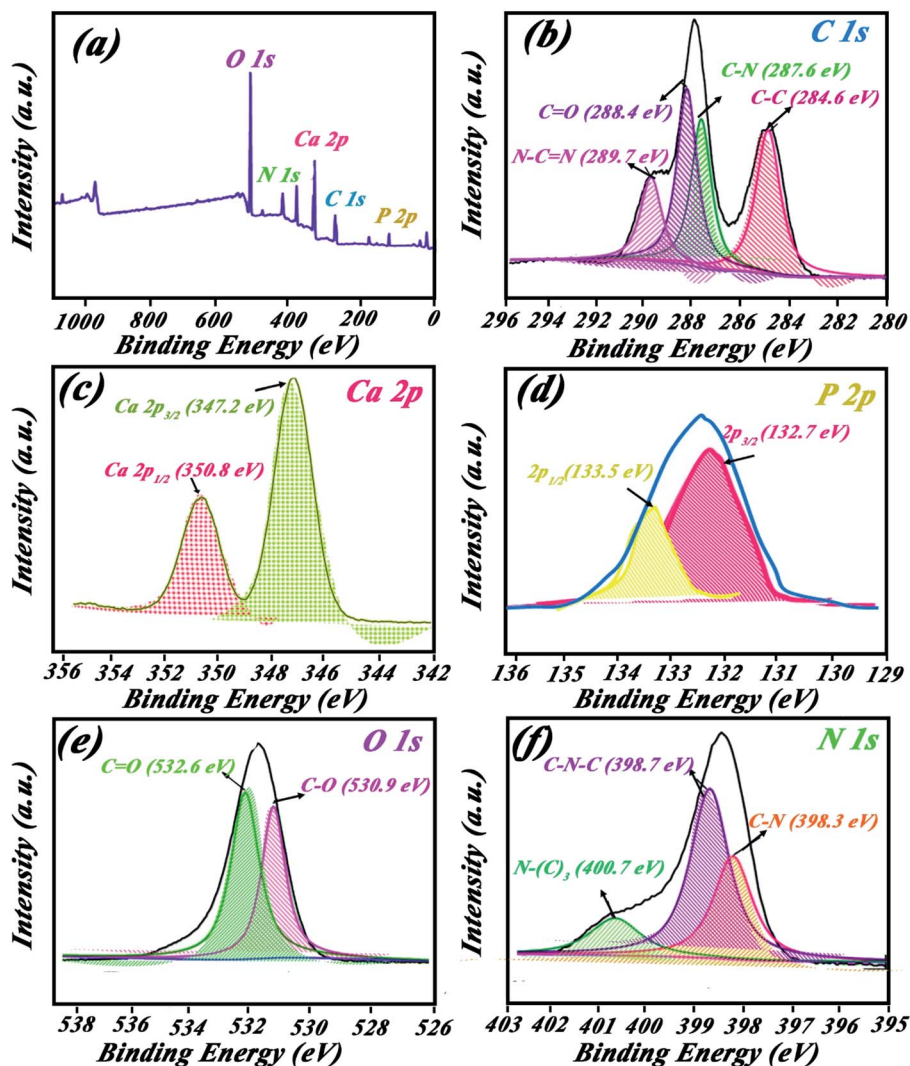 (a)
O 1s
Ca 2p
N 1s
C 1s
P 2p
Intensity (a.u.)
1000 800 600 400 200 0
Binding Energy (eV)
(b)
C 1s
C-N (287.6 eV)
C=O (288.4 eV)
C-C (284.6 eV)
N-C=N (289.7 eV)
Intensity (a.u.)
296 294 292 290 288 286 284 282 280
Binding Energy (eV)
(c)
Ca 2p
Ca 2p3/2 (347.2 eV)
Ca 2p1/2 (350.8 eV)
Intensity (a.u.)
356 354 352 350 348 346 344 342
Binding Energy (eV)
(d)
P 2p
2p3/2 (132.7 eV)
2p1/2(133.5 eV)
Intensity (a.u.)
136 135 134 133 132 131 130 129
Binding Energy (eV)
(e)
O 1s
C=O (532.6 eV)
C-O (530.9 eV)
Intensity (a.u.)
538 536 534 532 530 528 526
Binding Energy (eV)
(f)
N 1s
C-N-C (398.7 eV)
C-N (398.3 eV)
N-(C)3 (400.7 eV)
Intensity (a.u.)
403 402 401 400 399 398 397 395
Binding Energy (eV)